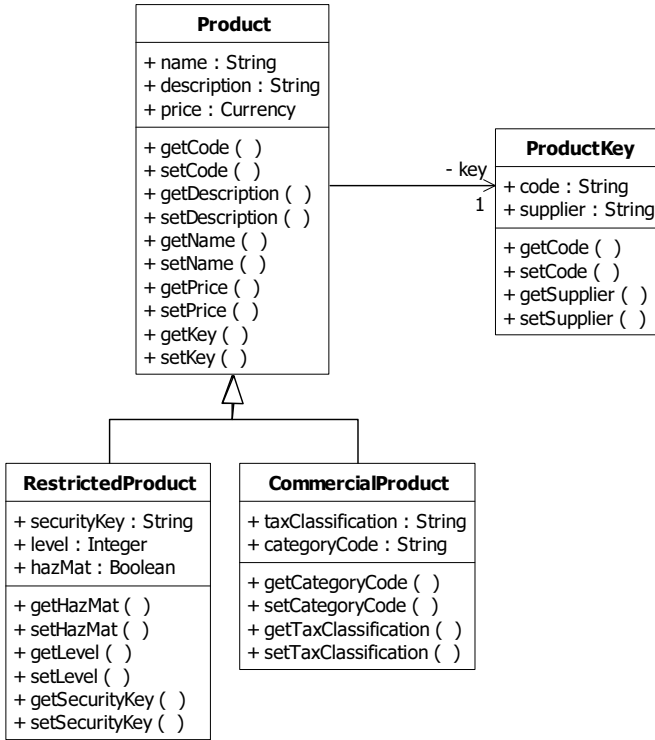 Product
+ name : String
+ description : String
+ price : Currency
+ getCode ( )
+ setCode ( )
+ getDescription ( )
+ setDescription ( )
+ getName ( )
+ setName ( )
+ getPrice ( )
+ setPrice ( )
+ getKey ( )
+ setKey ( )
- key
1
ProductKey
+ code : String
+ supplier : String
+ getCode ( )
+ setCode ( )
+ getSupplier ( )
+ setSupplier ( )
RestrictedProduct
+ securityKey : String
+ level : Integer
+ hazMat : Boolean
+ getHazMat ( )
+ setHazMat ( )
+ getLevel ( )
+ setLevel ( )
+ getSecurityKey ( )
+ setSecurityKey ( )
CommercialProduct
+ taxClassification : String
+ categoryCode : String
+ getCategoryCode ( )
+ setCategoryCode ( )
+ getTaxClassification ( )
+ setTaxClassification ( )